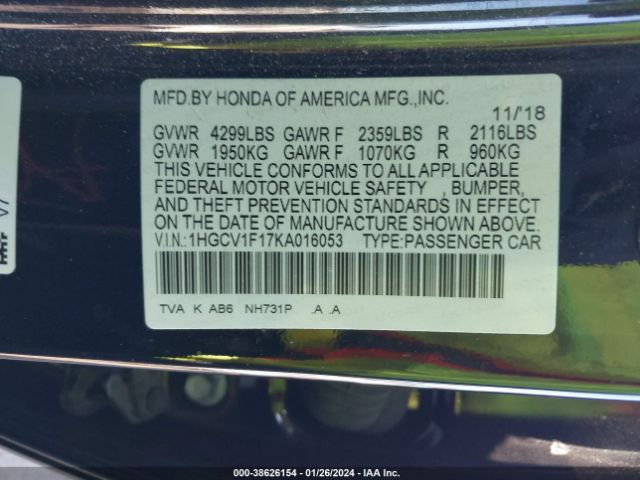 MFD.BY HONDA OF AMERICA MFG.,INC.
11/'18
GVWR 4299LBS GAWR F 2359LBS R 2116LBS
GVWR 1950KG GAWR F 1070KG R 960KG
THIS VEHICLE CONFORMS TO ALL APPLICABLE
FEDERAL MOTOR VEHICLE SAFETY , BUMPER,
AND THEFT PREVENTION STANDARDS IN EFFECT
ON THE DATE OF MANUFACTURE SHOWN ABOVE.
V.I.N.:1HGCV1F17KA016053 TYPE:PASSENGER CAR
TVA K AB6 NH731P .A .A
V7
000-38626154 - 01/26/2024 - IAA Inc.